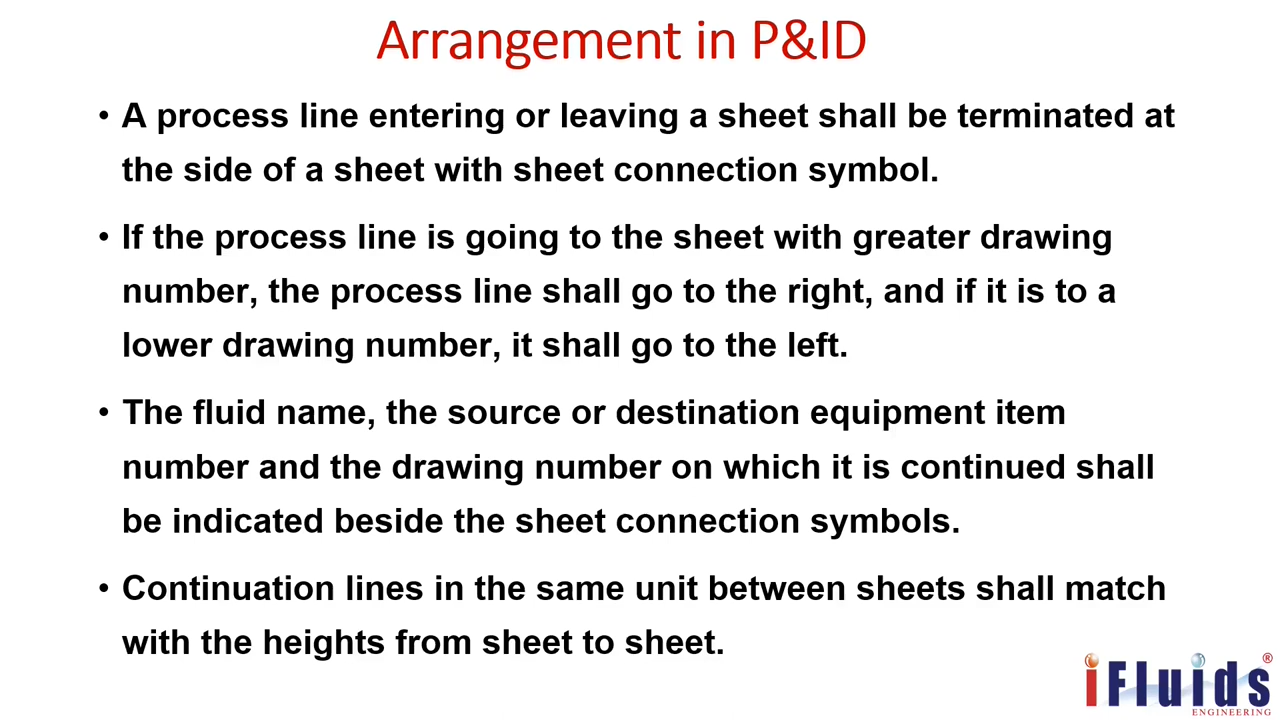 Arrangement in P&ID
• A process line entering or leaving a sheet shall be terminated at
the side of a sheet with sheet connection symbol.
• If the process line is going to the sheet with greater drawing
number, the process line shall go to the right, and if it is to a
lower drawing number, it shall go to the left.
• The fluid name, the source or destination equipment item
number and the drawing number on which it is continued shall
be indicated beside the sheet connection symbols.
• Continuation lines in the same unit between sheets shall match
with the heights from sheet to sheet.
iFluids®
ENGINEERING